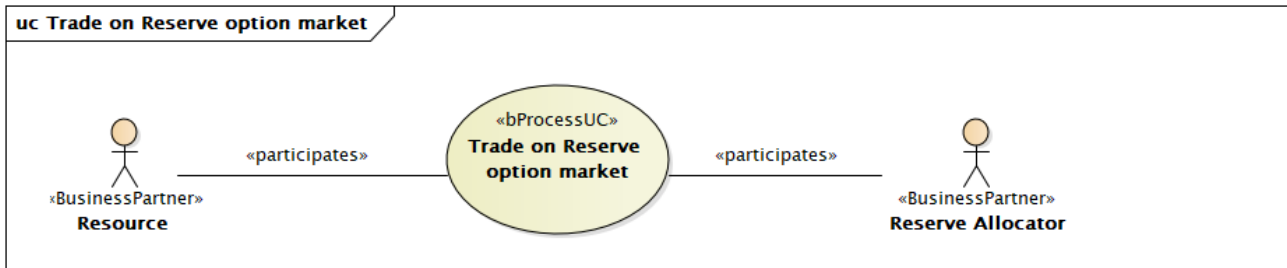 uc Trade on Reserve option market
«bProcessUC»
Trade on Reserve
option market
«participates»
«participates»
‹BusinessPartner»
Resource
«BusinessPartner»
Reserve Allocator